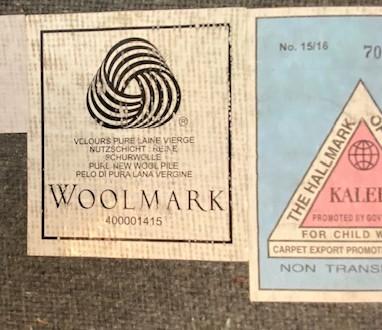 ®
VELOURS PURE LAINE VIERGE
NUTZSCHICHT : REINE
SCHURWOLLE
PURE NEW WOOL PILE
PELO DI PURA LANA VERGINE
WOOLMARK
400001415
No. 15/16
70
THE HALLMARK
KALE
PROMOTED BY GOV
FOR CHILD W
CARPET EXPORT PROMOT
NON TRANS